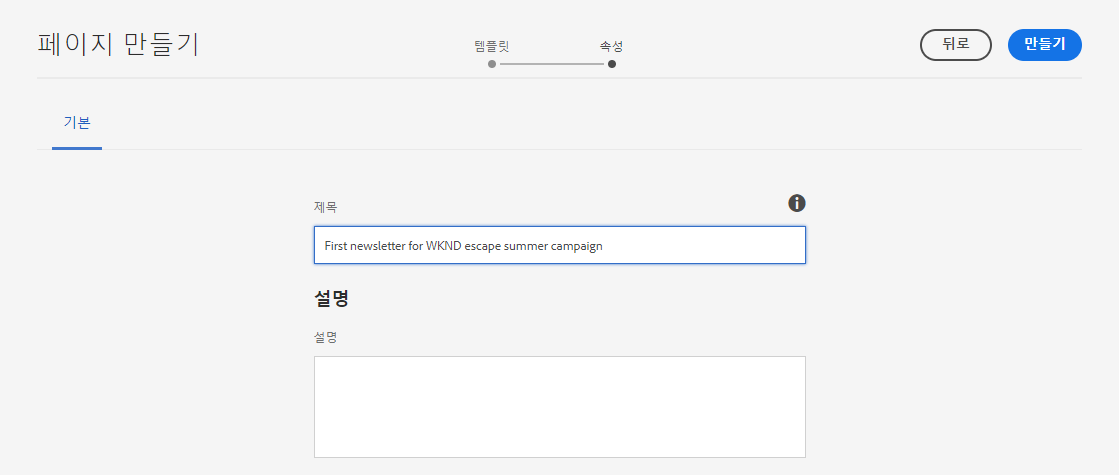 페이지 만들기
템플릿
속성
뒤로
만들기
기본
제목
First newsletter for WKND escape summer campaign
설명
설명